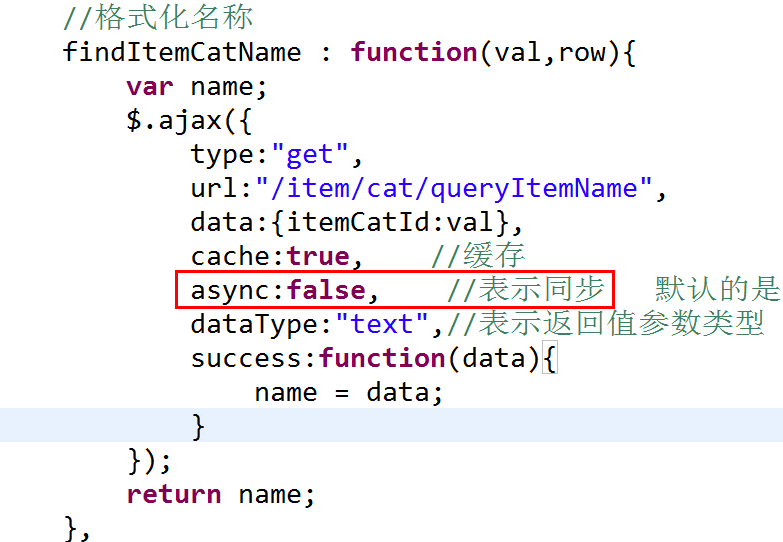 //格式化名称
findItemCatName : function(val,row){
var name;
$.ajax({
type:"get",
url:"/item/cat/queryItemName",
data:{itemCatId:val},
cache:true,    //缓存
async:false,    //表示同步   默认的是
dataType:"text",//表示返回值参数类型
success:function(data){
name = data;
}
});
return name;
},